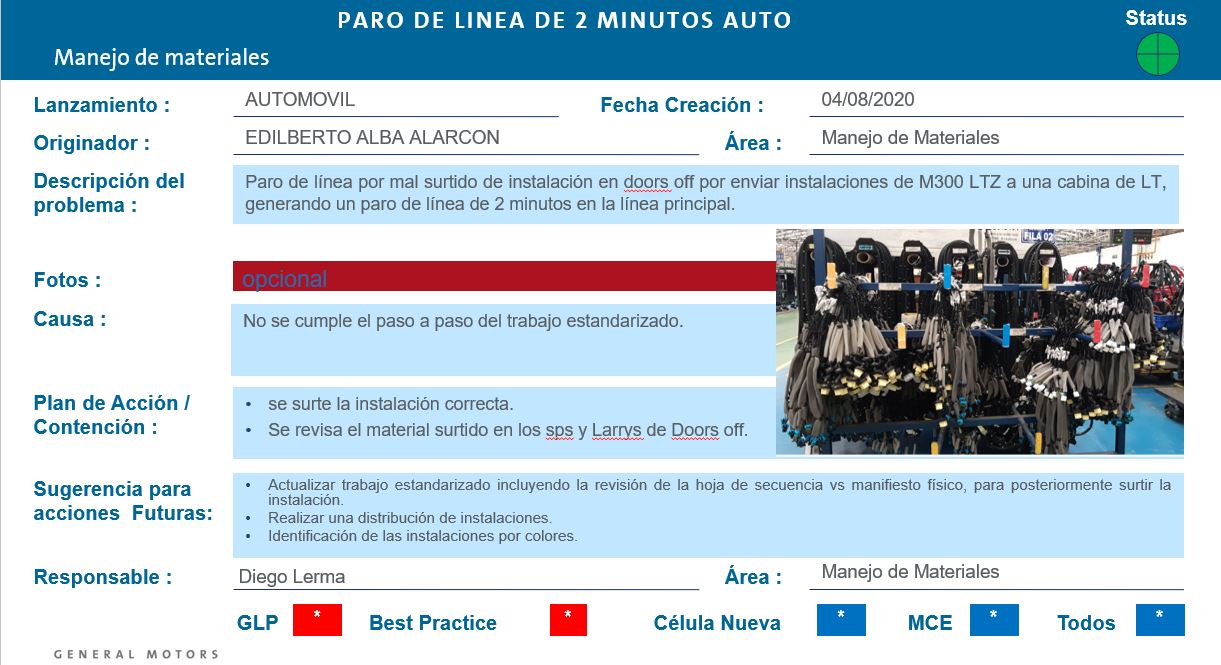 PARO DE LINEA DE 2 MINUTOS AUTO
Status
Manejo de materiales
Lanzamiento : AUTOMOVIL Fecha Creación : 04/08/2020
Originador : EDILBERTO ALBA ALARCON Área : Manejo de Materiales
Descripción del problema :
Paro de línea por mal surtido de instalación en doors off por enviar instalaciones de M300 LTZ a una cabina de LT,
generando un paro de línea de 2 minutos en la línea principal.
FILA 02
Fotos : opcional
Causa : No se cumple el paso a paso del trabajo estandarizado.
Plan de Acción /
Contención :
• se surte la instalación correcta.
• Se revisa el material surtido en los sps y Larrys de Doors off.
Sugerencia para
acciones Futuras:
• Actualizar trabajo estandarizado incluyendo la revisión de la hoja de secuencia vs manifiesto físico, para posteriormente surtir la
instalación.
• Realizar una distribución de instalaciones.
• Identificación de las instalaciones por colores.
Responsable : Diego Lerma Área : Manejo de Materiales
GLP * Best Practice * Célula Nueva * MCE * Todos *
GENERAL MOTORS